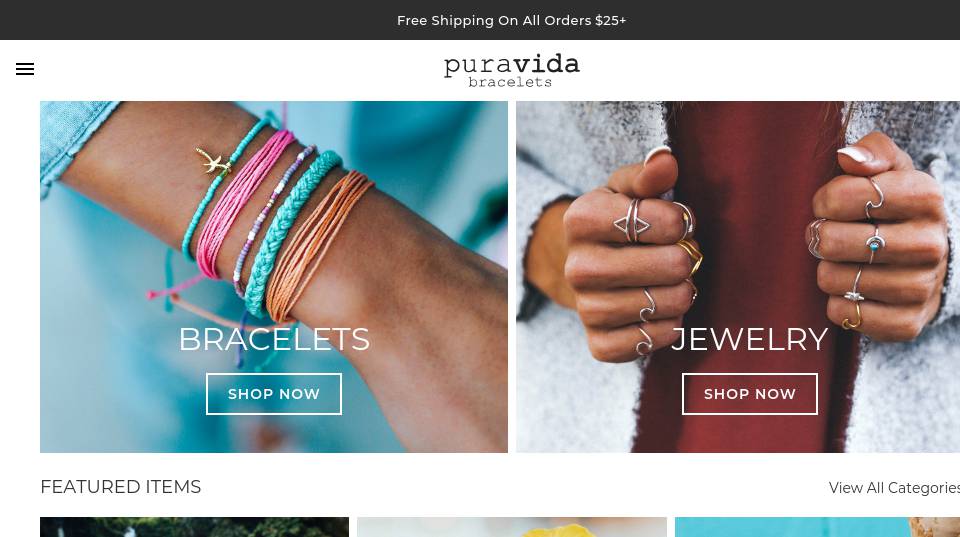 Free Shipping On All Orders $25+
puravida
bracelets
BRACELETS
SHOP NOW
JEWELRY
SHOP NOW
FEATURED ITEMS
View All Categories